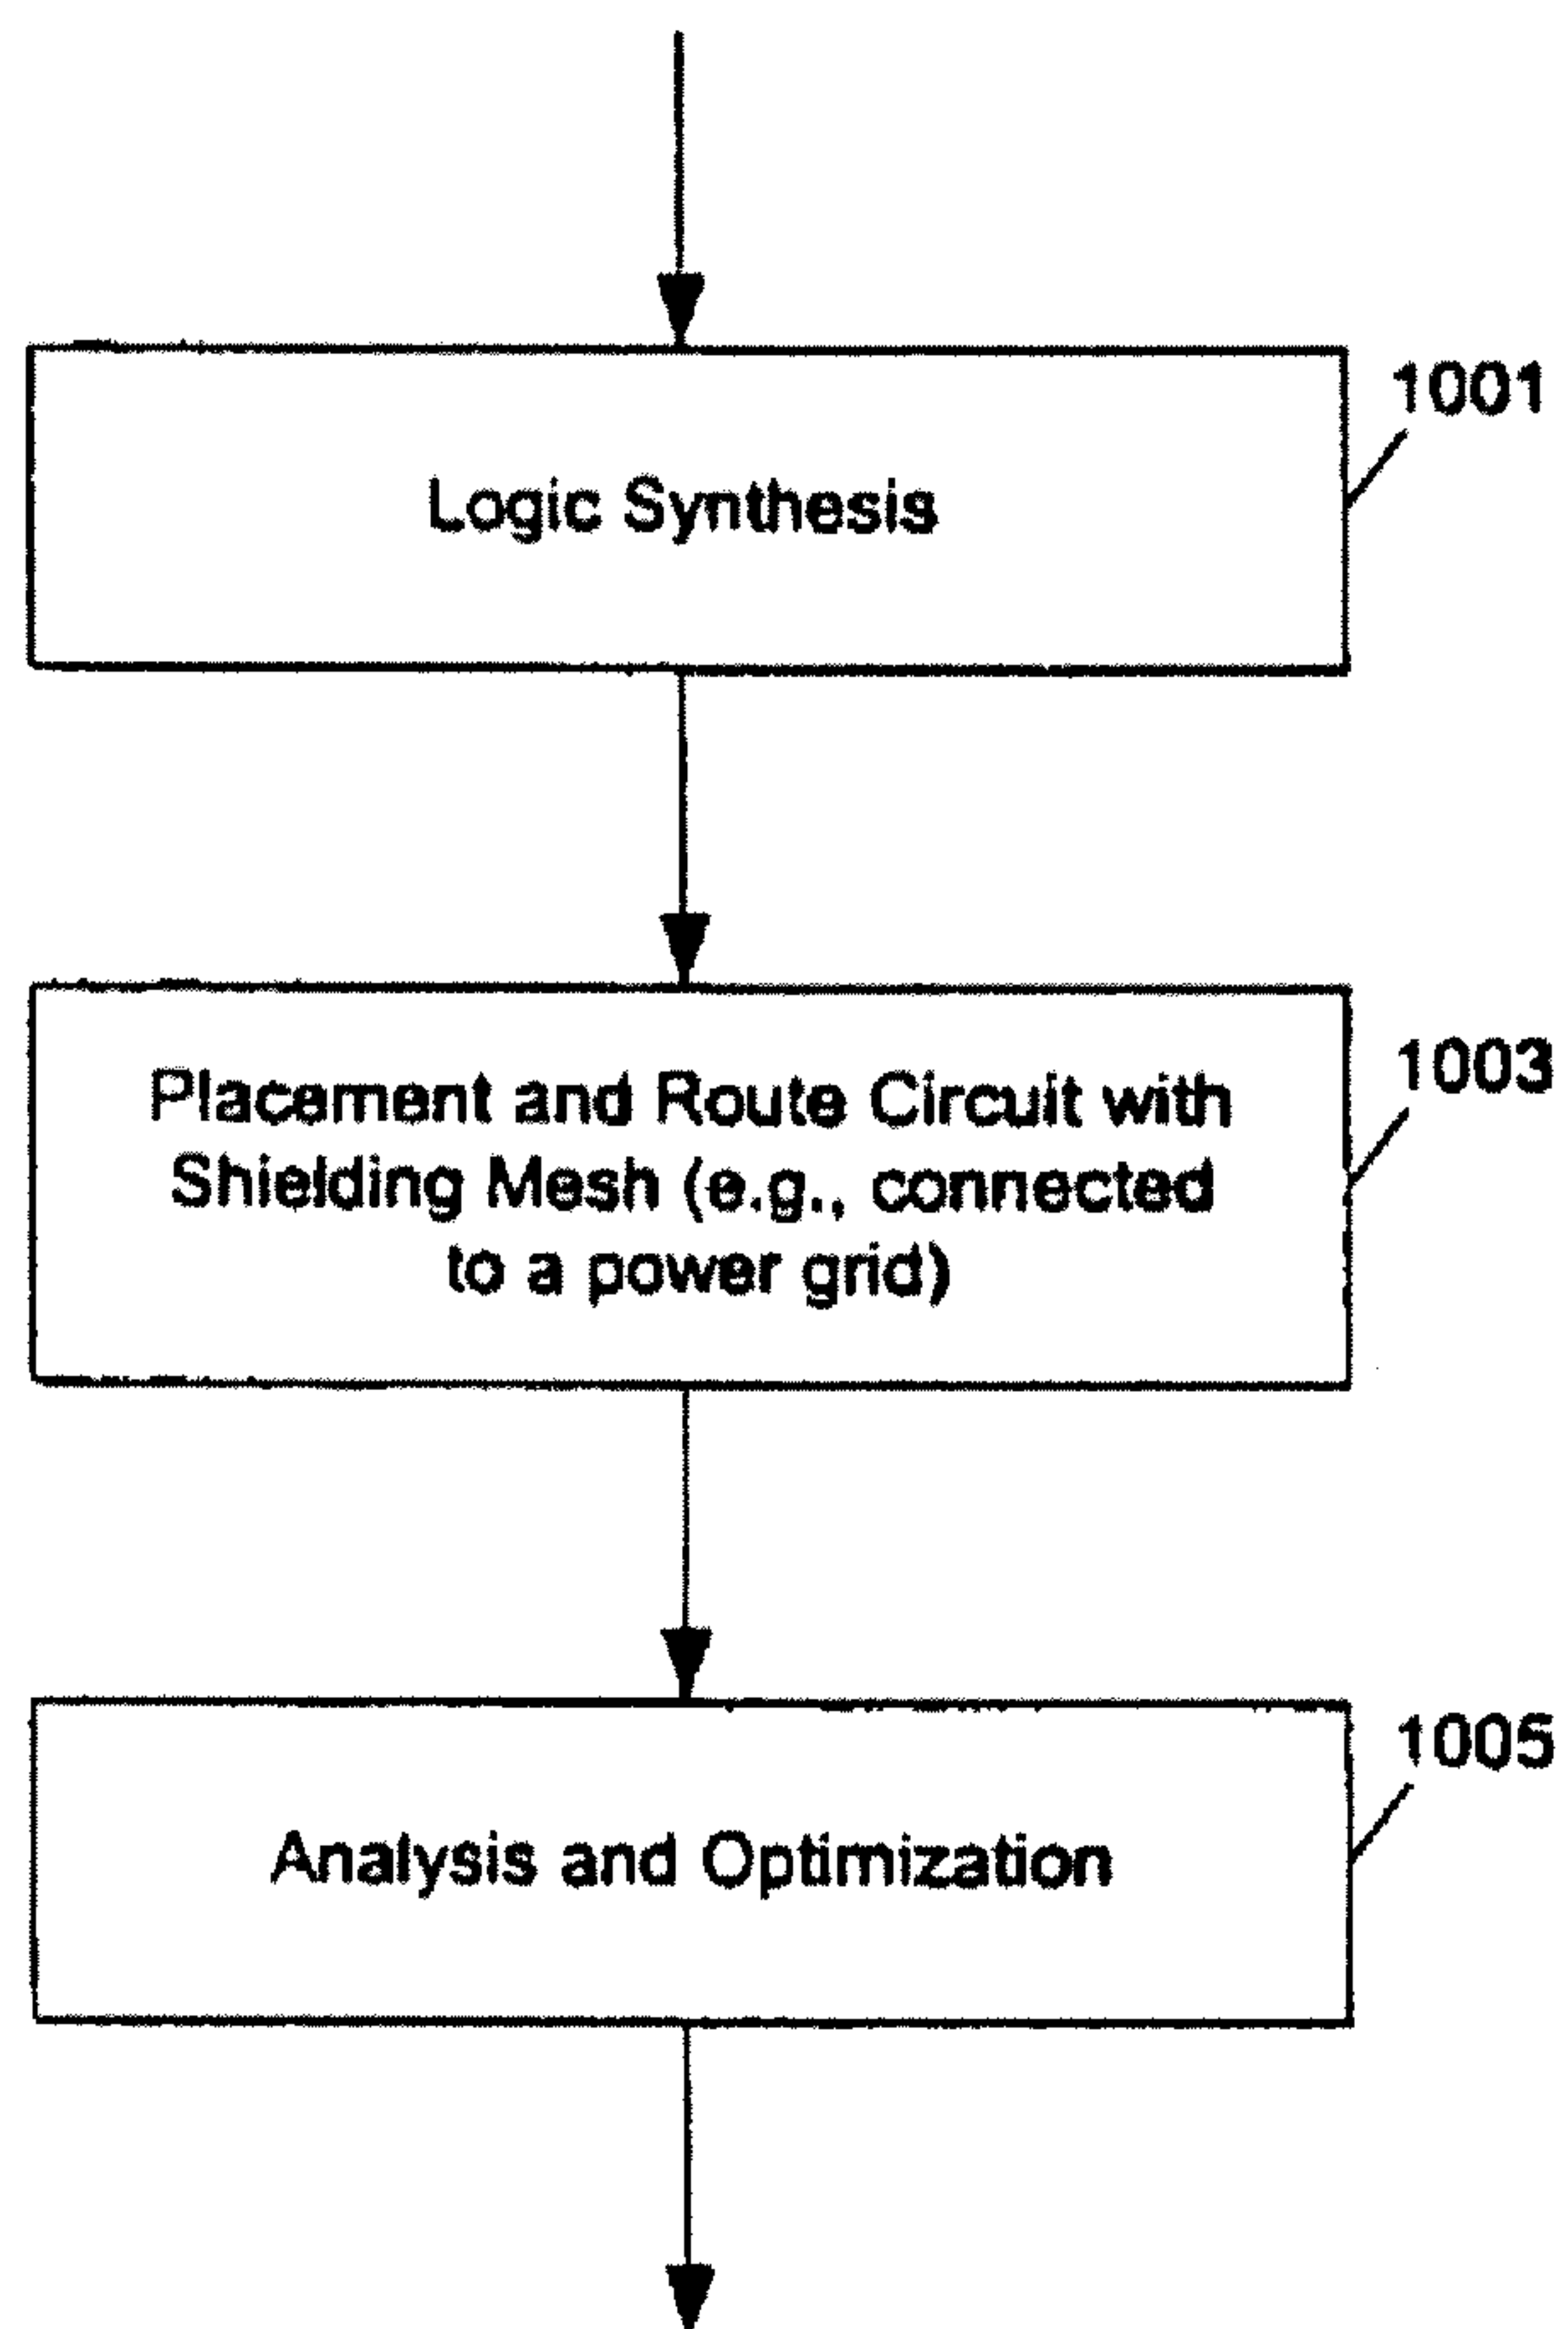 1001
Logic Synthesis
1003
Placement and Route Circuit with
Shielding Mesh (e.g., connected
to a power grid)
1005
Analysis and Optimization